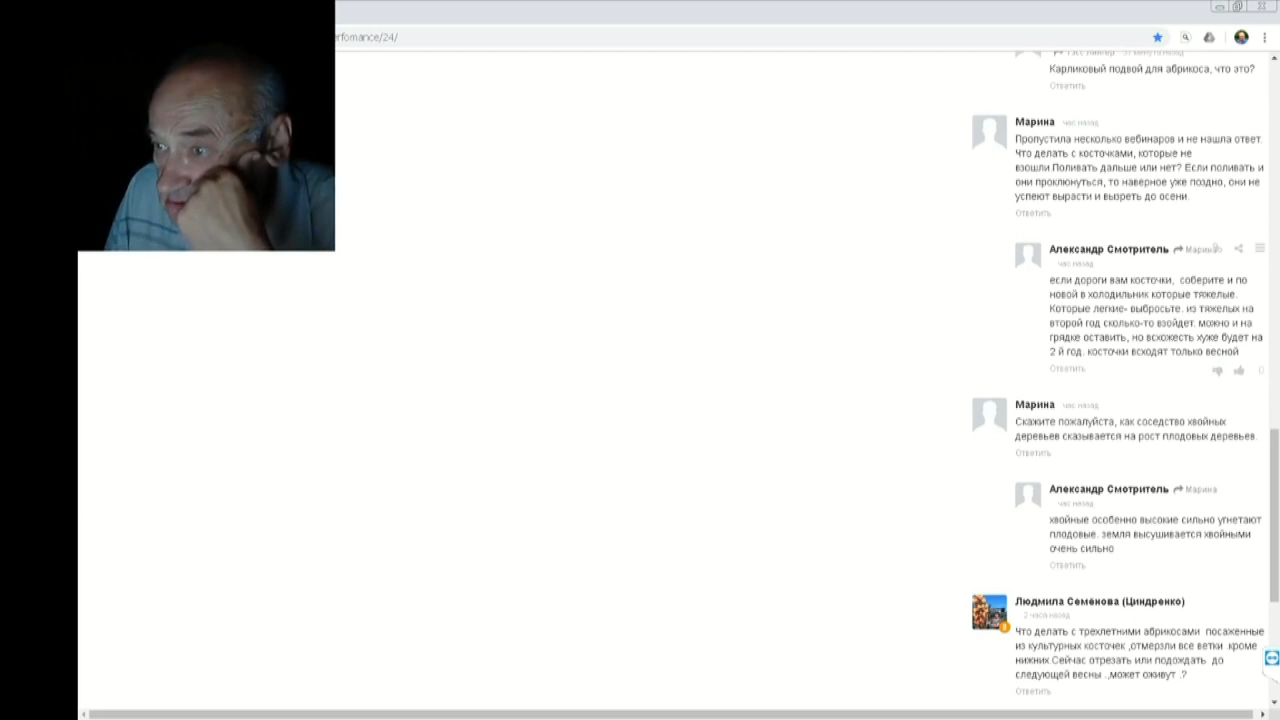 erfomance/24/
Карликовый подвой для абрикоса, что это?
Ответить
Марина час назад
Пропустила несколько вебинаров и не нашла ответ.
Что делать с косточками, которые не
взошли.Поливать дальше или нет? Если поливать и
они проклюнуться, то наверное уже поздно, они не
успеют вырасти и вызреть до осени.
Ответить
Александр Смотритель Марина
час назад
если дороги вам косточки, соберите и по
новой в холодильник которые тяжелые.
Которые легкие- выбросьте. из тяжелых на
второй год сколько-то взойдет. можно и на
грядке оставить, но всхожесть хуже будет на
2 й год. косточки всходят только весной
Ответить
0
Марина час назад
Скажите пожалуйста, как соседство хвойных
деревьев сказывается на рост плодовых деревьев.
Ответить
Александр Смотритель Марина
час назад
хвойные особенно высокие сильно угнетают
плодовые. земля высушивается хвойными
очень сильно
Ответить
Людмила Семёнова (Циндренко)
2 часа назад
Что делать с трехлетними абрикосами посаженные
из культурных косточек ,отмерзли все ветки .кроме
нижних.Сейчас отрезать или подождать до
следующей весны .,может оживут .?
Ответить